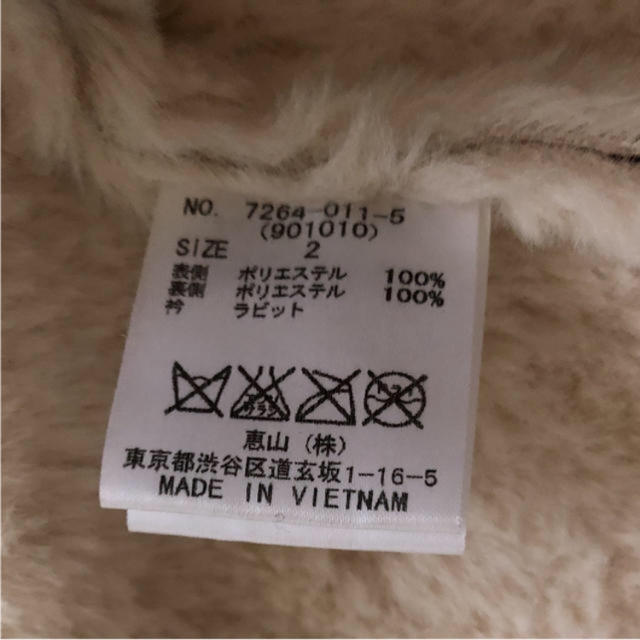 NO. 7264-011-5
(901010)
SIZE 2
表側 ポリエステル 100%
裏側 ポリエステル 100%
衿 ラビット
恵山(株)
東京都渋谷区道玄坂1-16-5
MADE IN VIETNAM